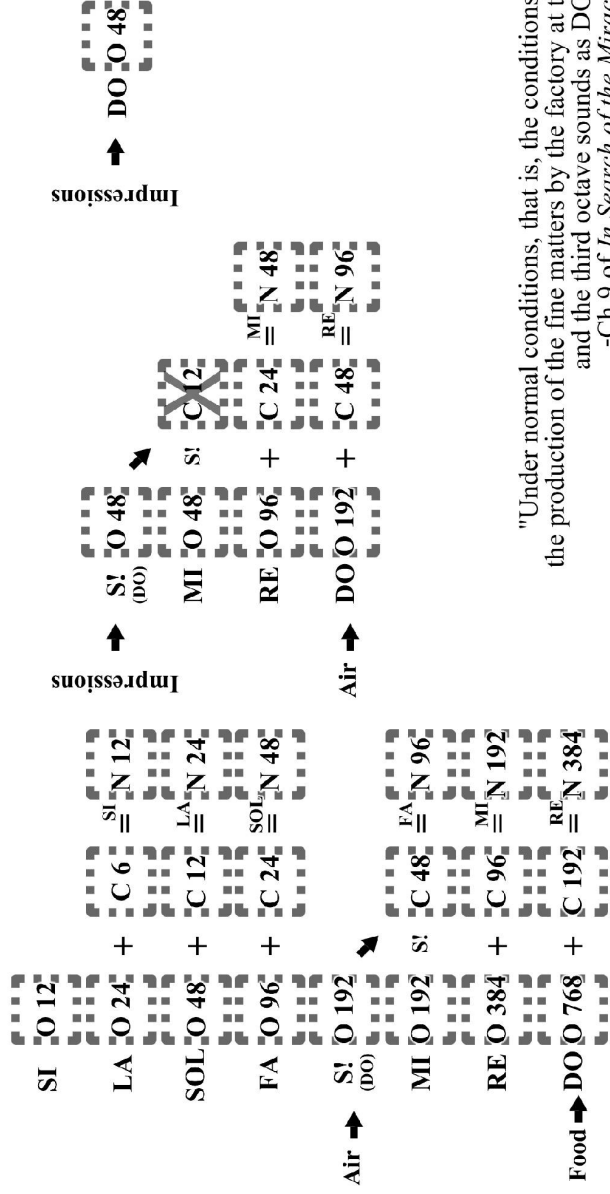 SI O 12
LA O 24 + C 6 = SI N 12
SOL O 48 + C 12 = LA N 24
FA O 96 + C 24 = SOL N 48
Air → S! (DO) O 192
MI O 192 S! C 48 = FA N 96
RE O 384 + C 96 = MI N 192
Food → DO O 768 + C 192 = RE N 384
Impressions → S! (DO) O 48
MI O 48 S! C 12
RE O 96 + C 24 = MI N 48
Air → DO O 192 + C 48 = RE N 96
Impressions → DO O 48
"Under normal conditions, that is, the conditions
the production of the fine matters by the factory at t
and the third octave sounds as DO
-Ch 9 of In Search of the Mirac